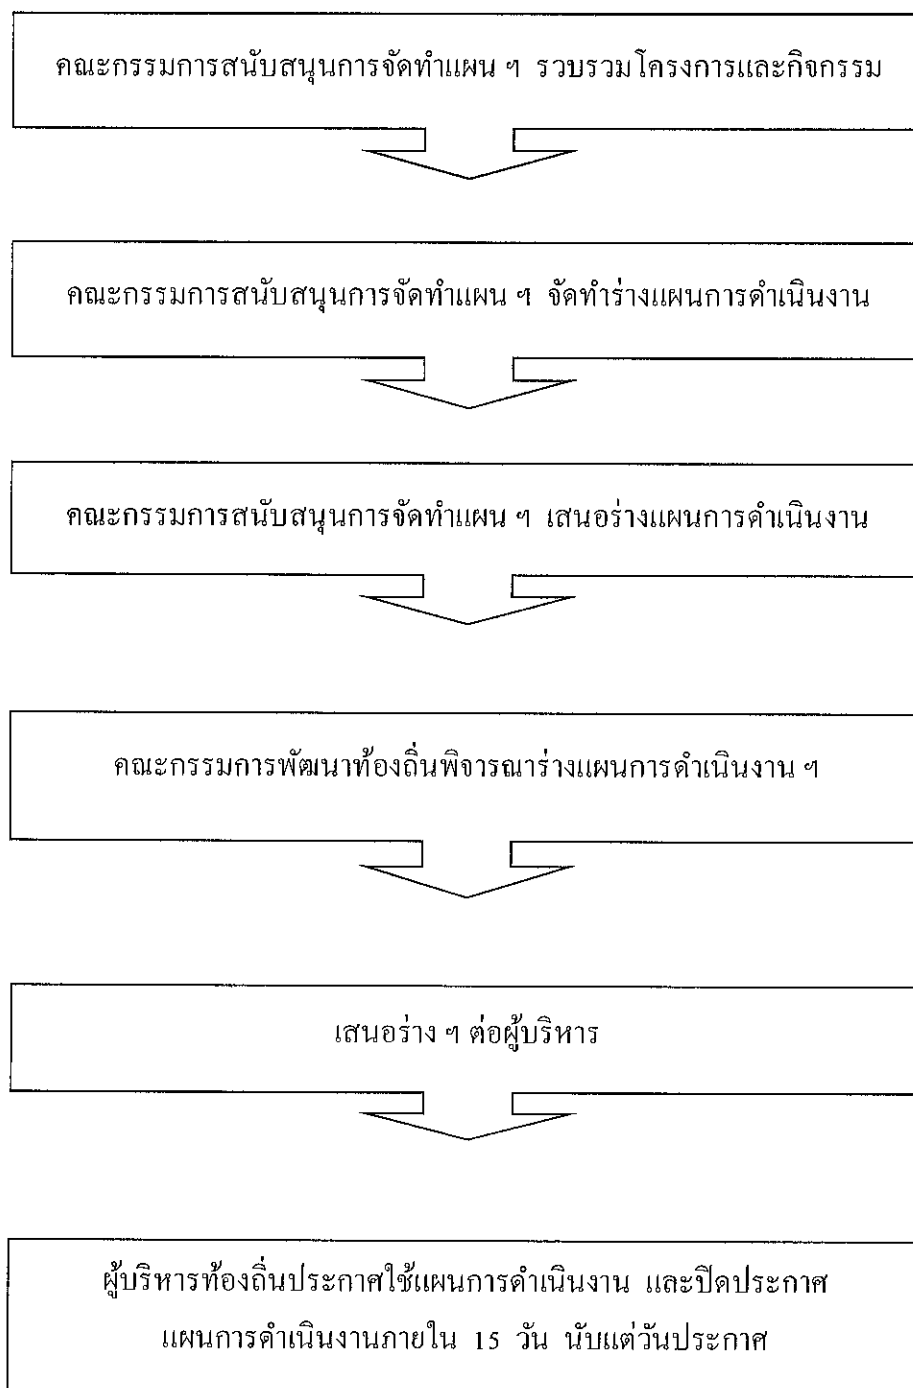 คณะกรรมการสนับสนุนการจัดทำแผน ฯ รวบรวมโครงการและกิจกรรม
คณะกรรมการสนับสนุนการจัดทำแผน ฯ จัดทำร่างแผนการดำเนินงาน
คณะกรรมการสนับสนุนการจัดทำแผน ฯ เสนอร่างแผนการดำเนินงาน
คณะกรรมการพัฒนาท้องถิ่นพิจารณาร่างแผนการดำเนินงาน ฯ
เสนอร่าง ฯ ต่อผู้บริหาร
ผู้บริหารท้องถิ่นประกาศใช้แผนการดำเนินงาน และปิดประกาศ
แผนการดำเนินงานภายใน 15 วัน นับแต่วันประกาศ